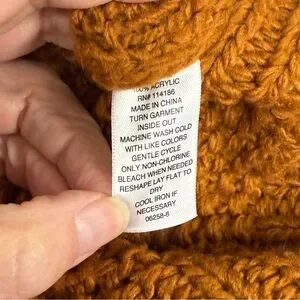 100% ACRYLIC
RN# 114186
MADE IN CHINA
TURN GARMENT
INSIDE OUT
MACHINE WASH COLD
WITH LIKE COLORS
GENTLE CYCLE
ONLY NON-CHLORINE
BLEACH WHEN NEEDED
RESHAPE LAY FLAT TO
DRY
COOL IRON IF
NECESSARY
06258-8